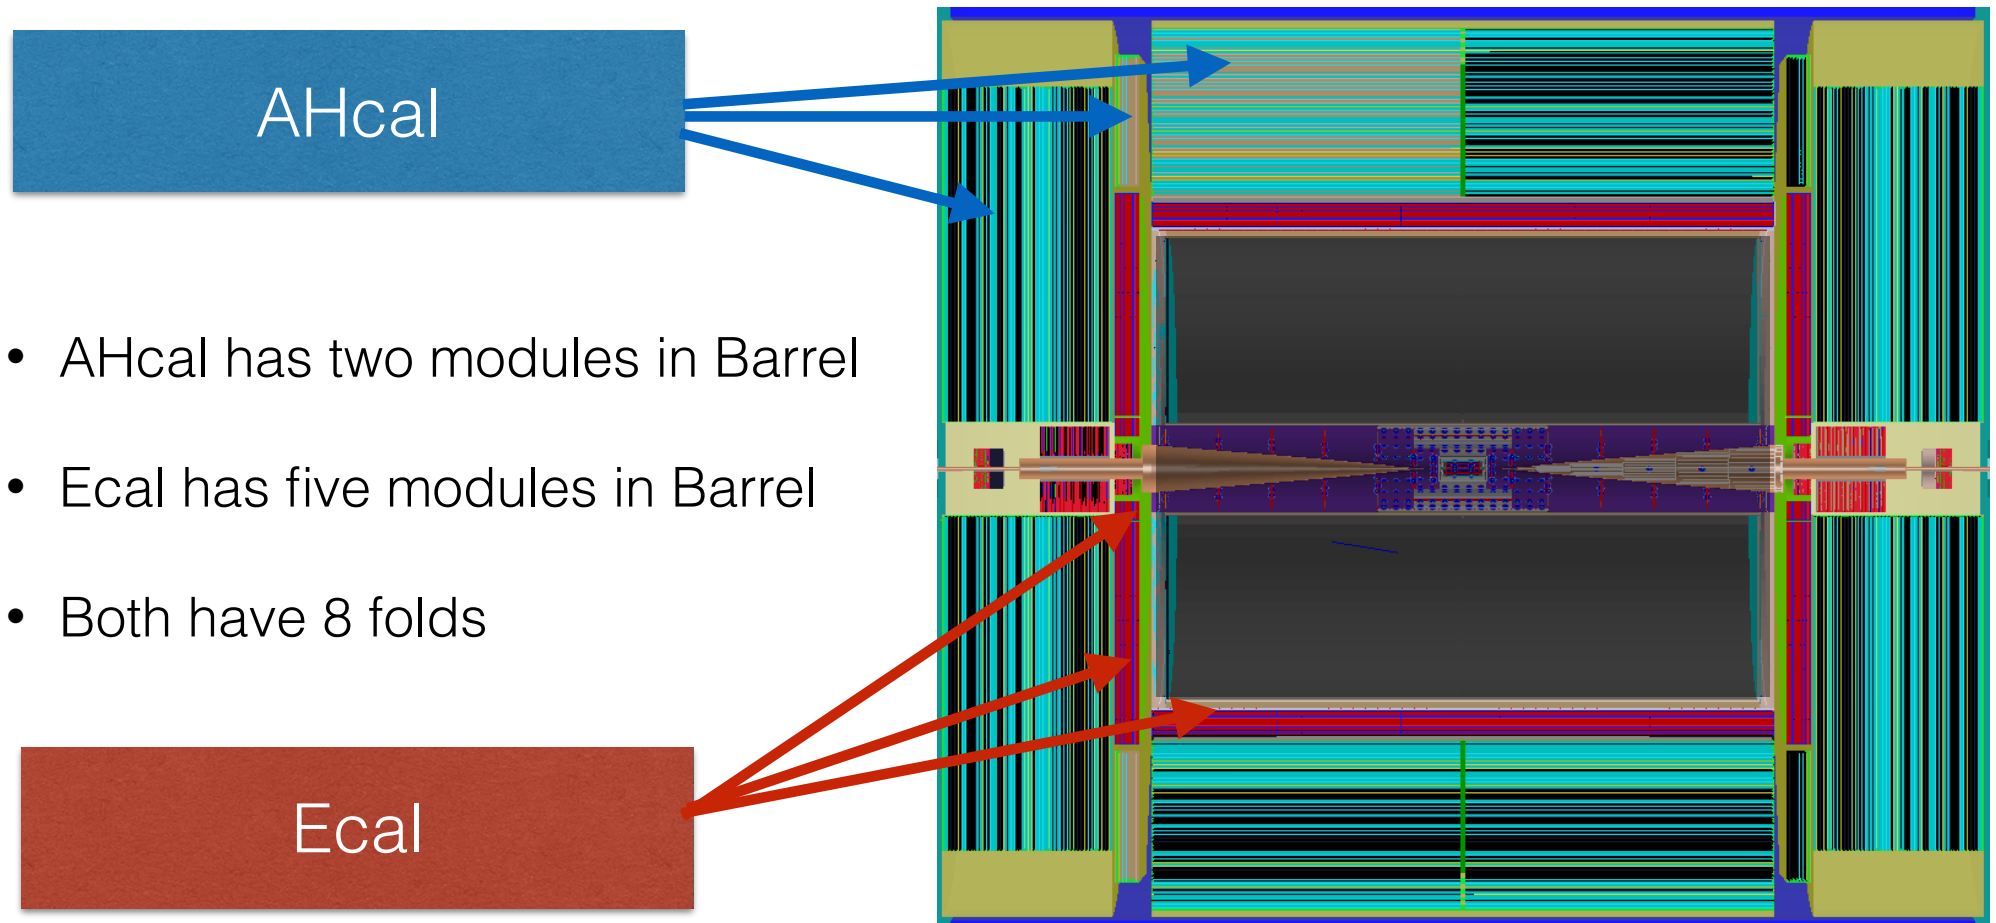 AHcal
• AHcal has two modules in Barrel
• Ecal has five modules in Barrel
• Both have 8 folds
Ecal